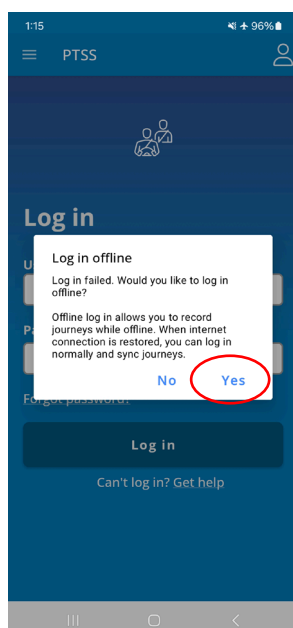 1:15
96%
PTSS
Log in
U
Log in offline
Log in failed. Would you like to log in
offline?
Offline log in allows you to record
journeys while offline. When internet
connection is restored, you can log in
normally and sync journeys.
Pa
No Yes
Forgot password?
Log in
Can't log in? Get help